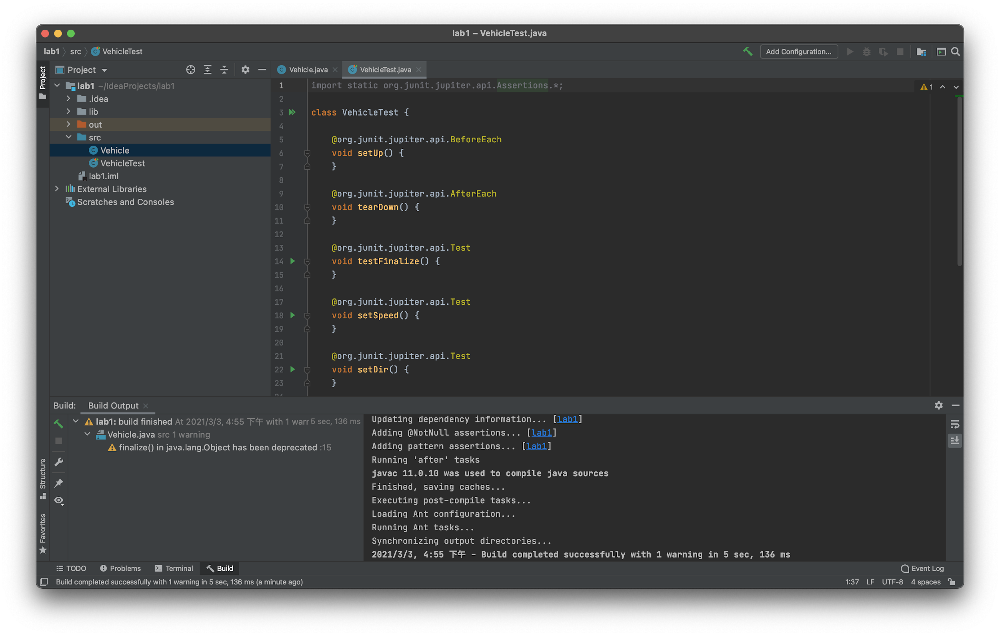 lab1 – VehicleTest.java
lab1 src VehicleTest
Add Configuration...
Project
Project
Vehicle.java
VehicleTest.java
lab1 ~/IdeaProjects/lab1
.idea
lib
out
src
Vehicle
VehicleTest
lab1.iml
External Libraries
Scratches and Consoles
1 import static org.junit.jupiter.api.Assertions.*;
1
2
3 class VehicleTest {
4
5 @org.junit.jupiter.api.BeforeEach
6 void setUp() {
7 }
8
9 @org.junit.jupiter.api.AfterEach
10 void tearDown() {
11 }
12
13 @org.junit.jupiter.api.Test
14 void testFinalize() {
15 }
16
17 @org.junit.jupiter.api.Test
18 void setSpeed() {
19 }
20
21 @org.junit.jupiter.api.Test
22 void setDir() {
23 }
Build: Build Output
lab1: build finished At 2021/3/3, 4:55 下午 with 1 warr 5 sec, 136 ms
Vehicle.java src 1 warning
finalize() in java.lang.Object has been deprecated :15
Updating dependency information... [lab1]
Adding @NotNull assertions... [lab1]
Adding pattern assertions... [lab1]
Running 'after' tasks
javac 11.0.10 was used to compile java sources
Finished, saving caches...
Executing post-compile tasks...
Loading Ant configuration...
Running Ant tasks...
Synchronizing output directories...
2021/3/3, 4:55 下午 - Build completed successfully with 1 warning in 5 sec, 136 ms
Structure
Favorites
TODO Problems Terminal Build Event Log
Build completed successfully with 1 warning in 5 sec, 136 ms (a minute ago) 1:37 LF UTF-8 4 spaces